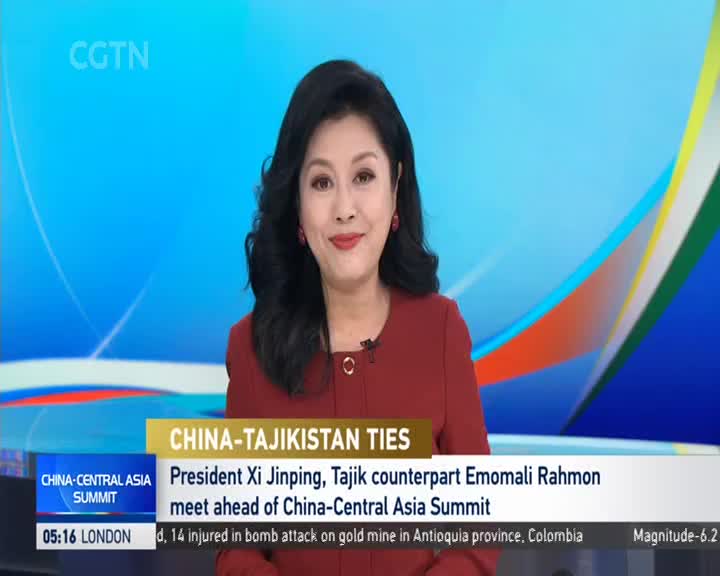 CGTN
CHINA-TAJIKISTAN TIES
President Xi Jinping, Tajik counterpart Emomali Rahmon
meet ahead of China-Central Asia Summit
CHINA·CENTRAL ASIA
SUMMIT
05:16 LONDON
d, 14 injured in bomb attack on gold mine in Antioquia province, Colombia Magnitude-6.2